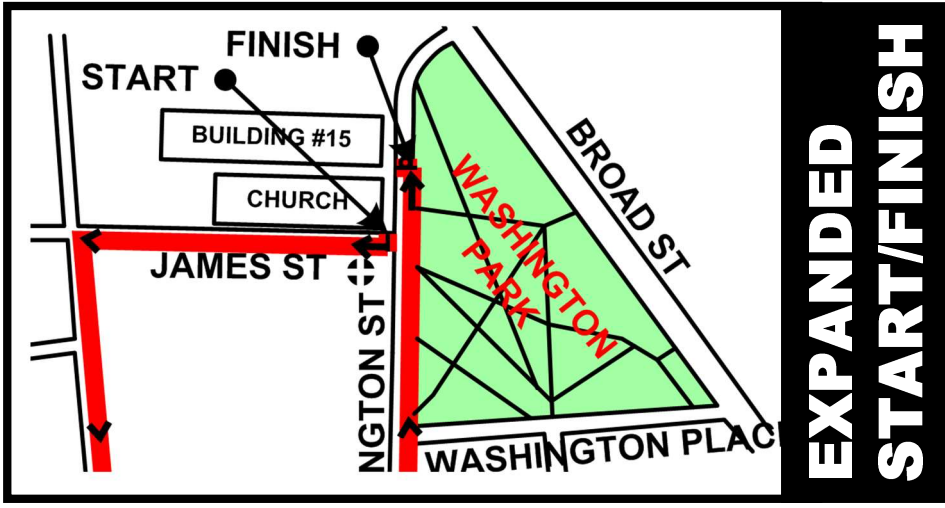 FINISH
START
BUILDING #15
CHURCH
JAMES ST
NGTON ST
WASHINGTON
PARK
BROAD ST
WASHINGTON PLAC
EXPANDED
START/FINISH